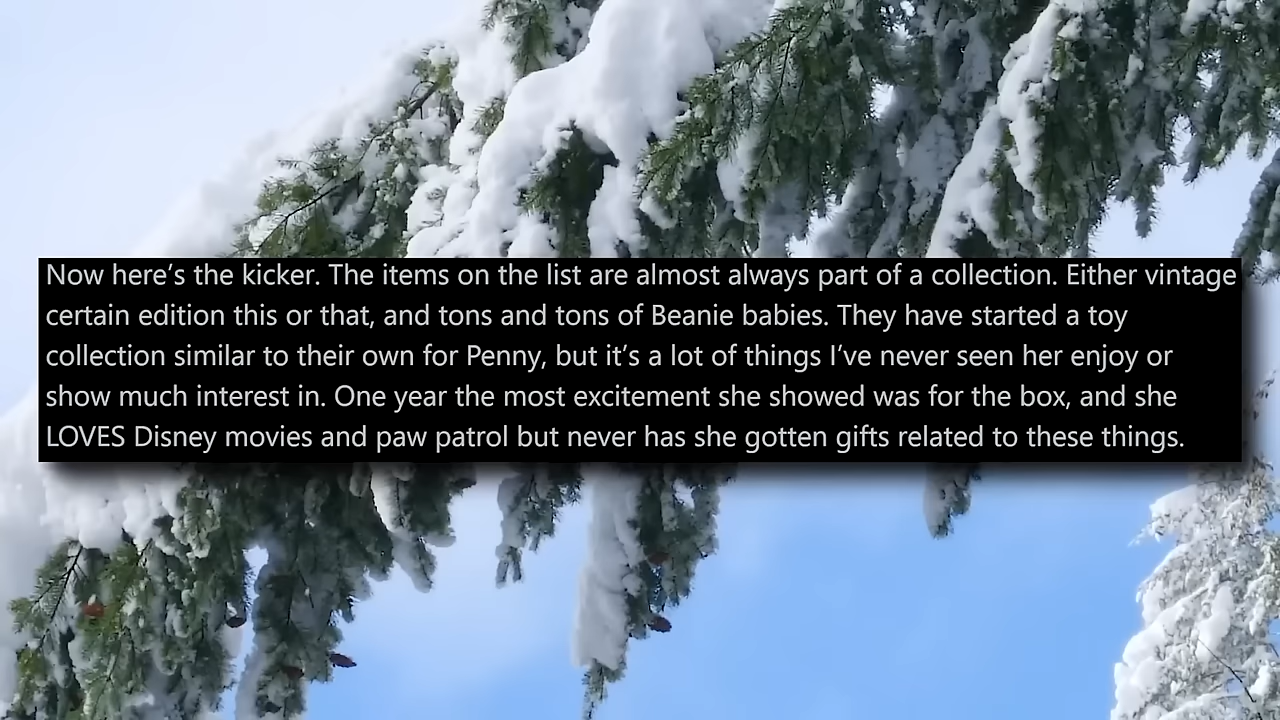 Now here’s the kicker. The items on the list are almost always part of a collection. Either vintage
certain edition this or that, and tons and tons of Beanie babies. They have started a toy
collection similar to their own for Penny, but it’s a lot of things I’ve never seen her enjoy or
show much interest in. One year the most excitement she showed was for the box, and she
LOVES Disney movies and paw patrol but never has she gotten gifts related to these things.